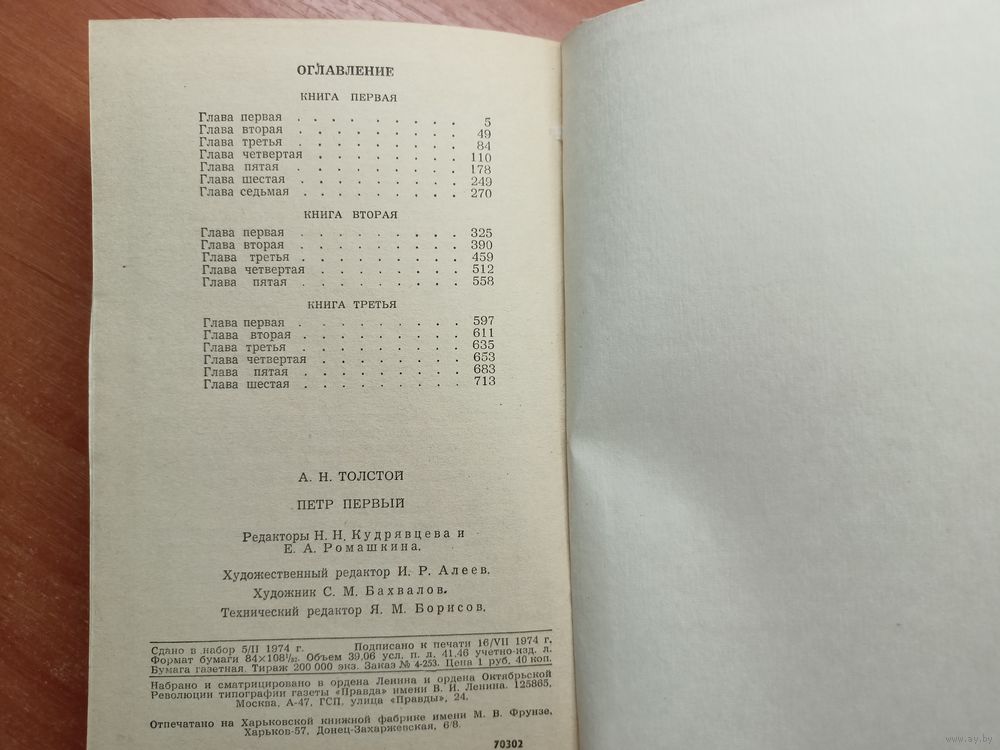 ОГЛАВЛЕНИЕ
КНИГА ПЕРВАЯ
Глава первая . . . . . . . . . . 5
Глава вторая . . . . . . . . . . 49
Глава третья . . . . . . . . . . 84
Глава четвертая . . . . . . . . 110
Глава пятая . . . . . . . . . . 178
Глава шестая . . . . . . . . . 249
Глава седьмая . . . . . . . . . 270
КНИГА ВТОРАЯ
Глава первая . . . . . . . . . 325
Глава вторая . . . . . . . . . 390
Глава третья . . . . . . . . . 459
Глава четвертая . . . . . . . . 512
Глава пятая . . . . . . . . . 558
КНИГА ТРЕТЬЯ
Глава первая . . . . . . . . . 597
Глава вторая . . . . . . . . . 611
Глава третья . . . . . . . . . 635
Глава четвертая . . . . . . . . 653
Глава пятая . . . . . . . . . 683
Глава шестая . . . . . . . . . 713
А. Н. ТОЛСТОЙ
ПЕТР ПЕРВЫЙ
Редакторы Н. Н. Кудрявцева и
Е. А. Ромашкина.
Художественный редактор И. Р. Алеев.
Художник С. М. Бахвалов.
Технический редактор Я. М. Борисов.
Сдано в набор 5/II 1974 г. Подписано к печати 16/VII 1974 г.
Формат бумаги 84×108¹/₃₂. Объем 39,06 усл. п. л. 41,46 учетно-изд. л.
Бумага газетная. Тираж 200 000 экз. Заказ № 4-253. Цена 1 руб. 40 коп.
Набрано и сматрицировано в ордена Ленина и ордена Октябрьской
Революции типографии газеты «Правда» имени В. И. Ленина. 125865,
Москва, А-47, ГСП, улица «Правды», 24.
Отпечатано на Харьковской книжной фабрике имени М. В. Фрунзе,
Харьков-57, Донец-Захаржевская, 6/8.
70302
www.ay.by